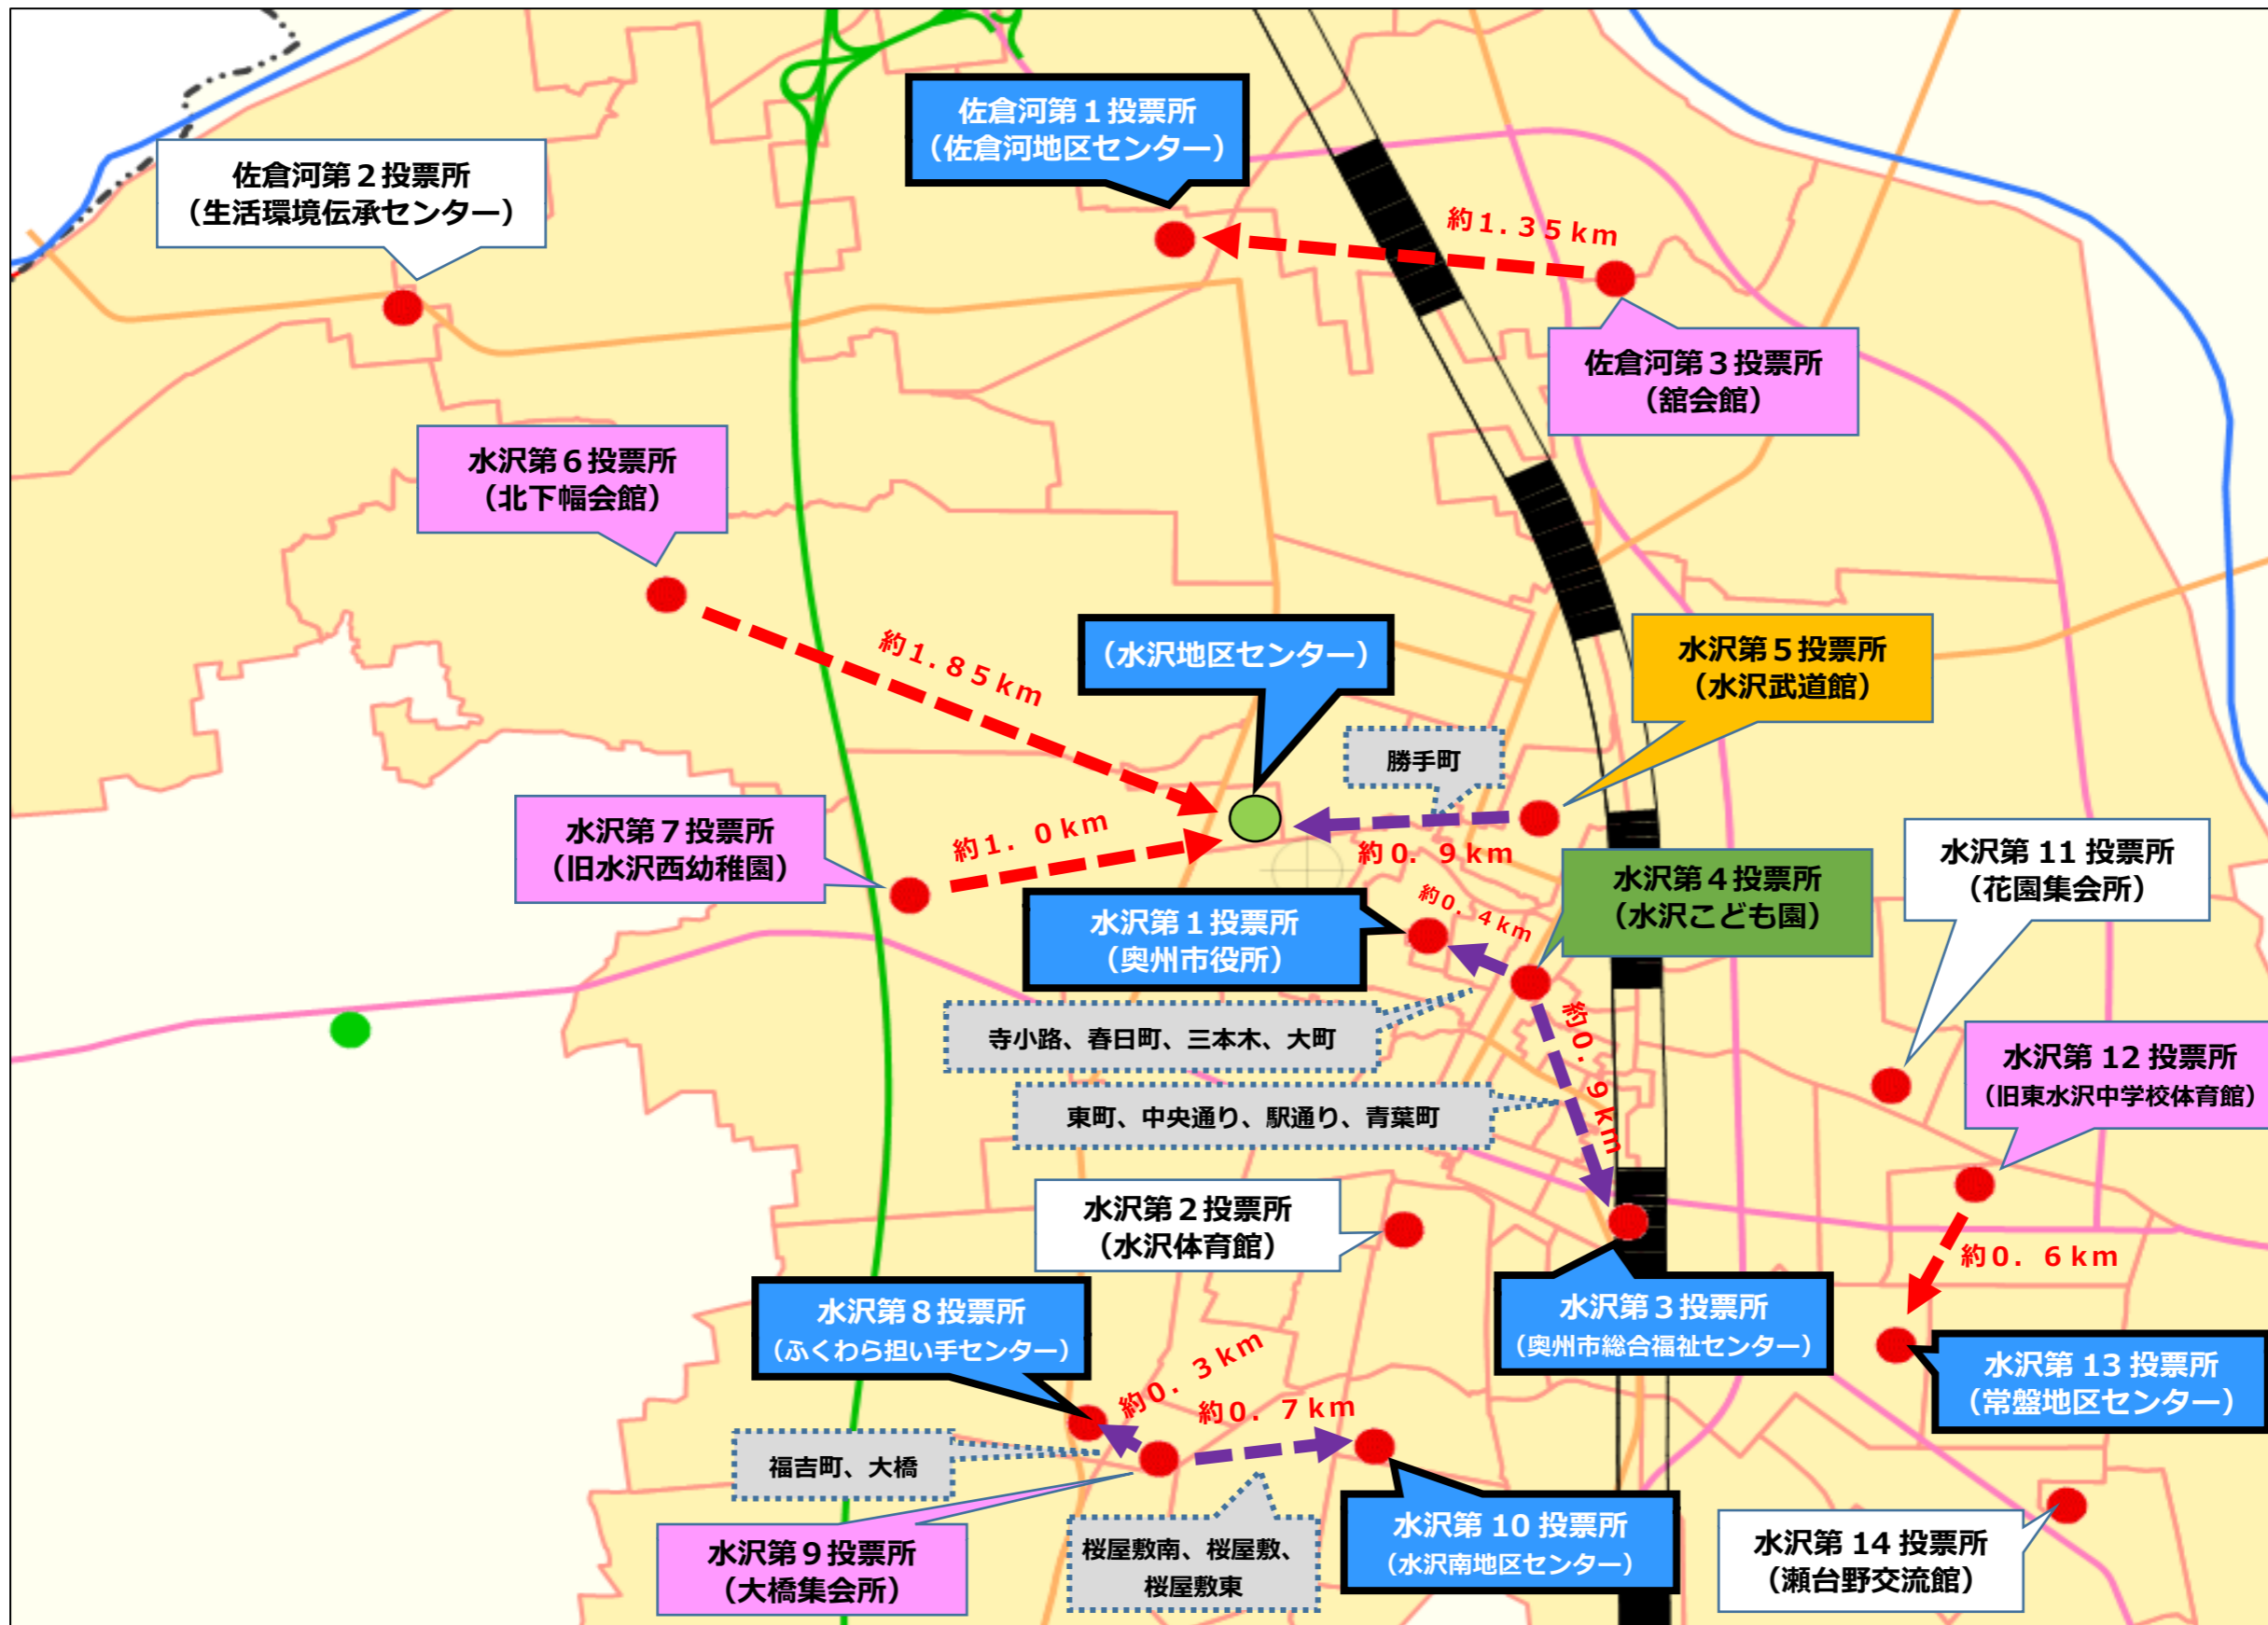 佐倉河第１投票所
（佐倉河地区センター）
佐倉河第２投票所
（生活環境伝承センター）
約1.35km
佐倉河第３投票所
（舘会館）
水沢第６投票所
（北下幅会館）
約1.85km
（水沢地区センター）
水沢第５投票所
（水沢武道館）
勝手町
水沢第７投票所
（旧水沢西幼稚園）
約1.0km
約0.9km
水沢第４投票所
（水沢こども園）
水沢第11投票所
（花園集会所）
水沢第１投票所
（奥州市役所）
約0.4km
寺小路、春日町、三本木、大町
約0.9km
水沢第12投票所
（旧東水沢中学校体育館）
東町、中央通り、駅通り、青葉町
水沢第２投票所
（水沢体育館）
約0.6km
水沢第８投票所
（ふくわら担い手センター）
水沢第３投票所
（奥州市総合福祉センター）
水沢第13投票所
（常盤地区センター）
約0.3km
約0.7km
福吉町、大橋
水沢第９投票所
（大橋集会所）
桜屋敷南、桜屋敷、
桜屋敷東
水沢第10投票所
（水沢南地区センター）
水沢第14投票所
（瀬台野交流館）